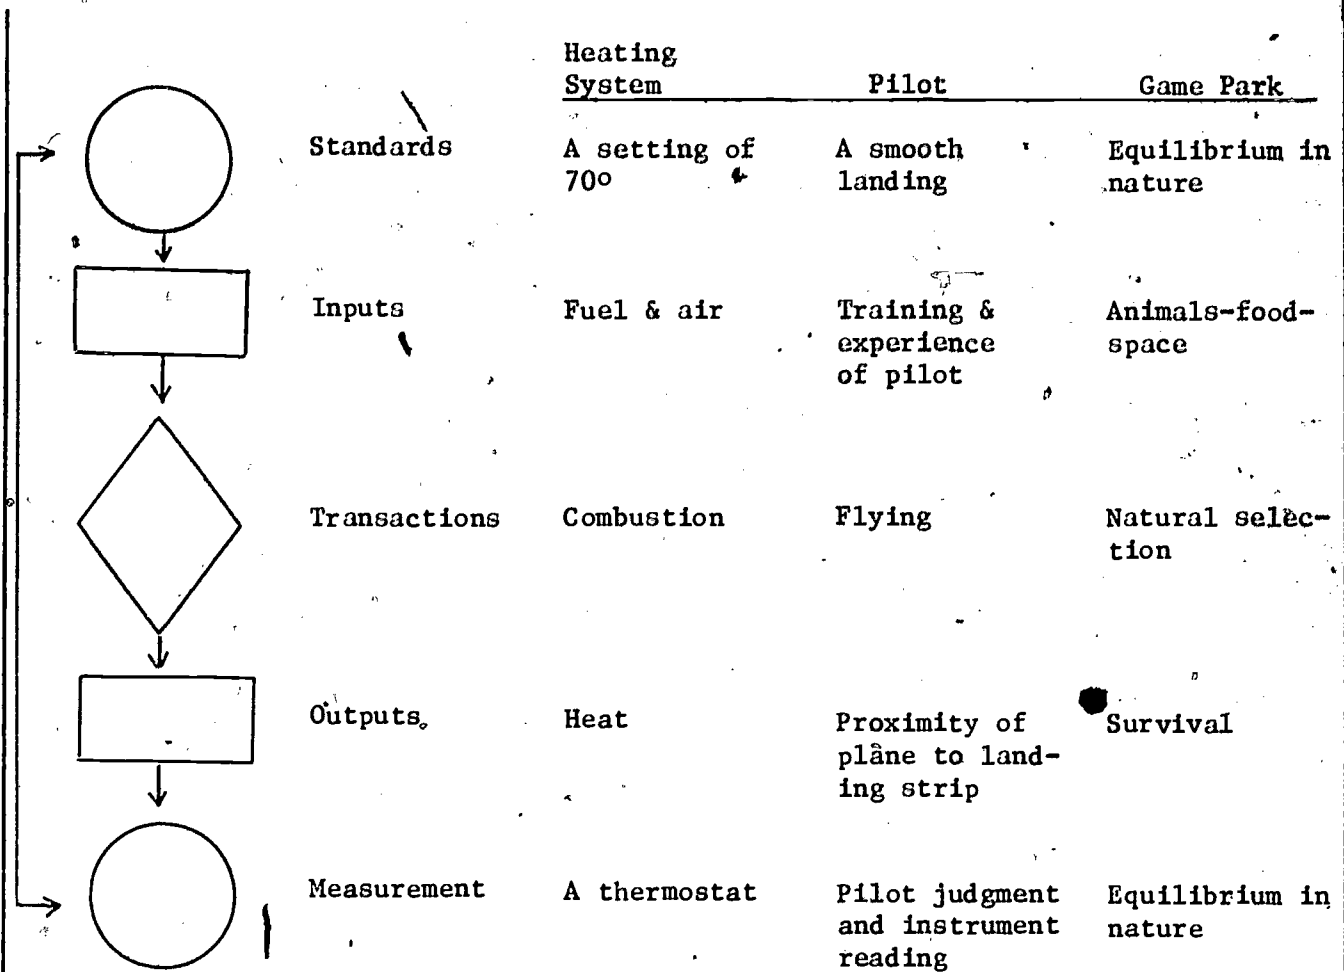 Heating
System Pilot Game Park
Standards A setting of A smooth Equilibrium in
70o landing nature
Inputs Fuel & air Training & Animals-food-
experience space
of pilot
Transactions Combustion Flying Natural selec-
tion
Outputs Heat Proximity of Survival
plane to land-
ing strip
Measurement A thermostat Pilot judgment Equilibrium in
and instrument nature
reading